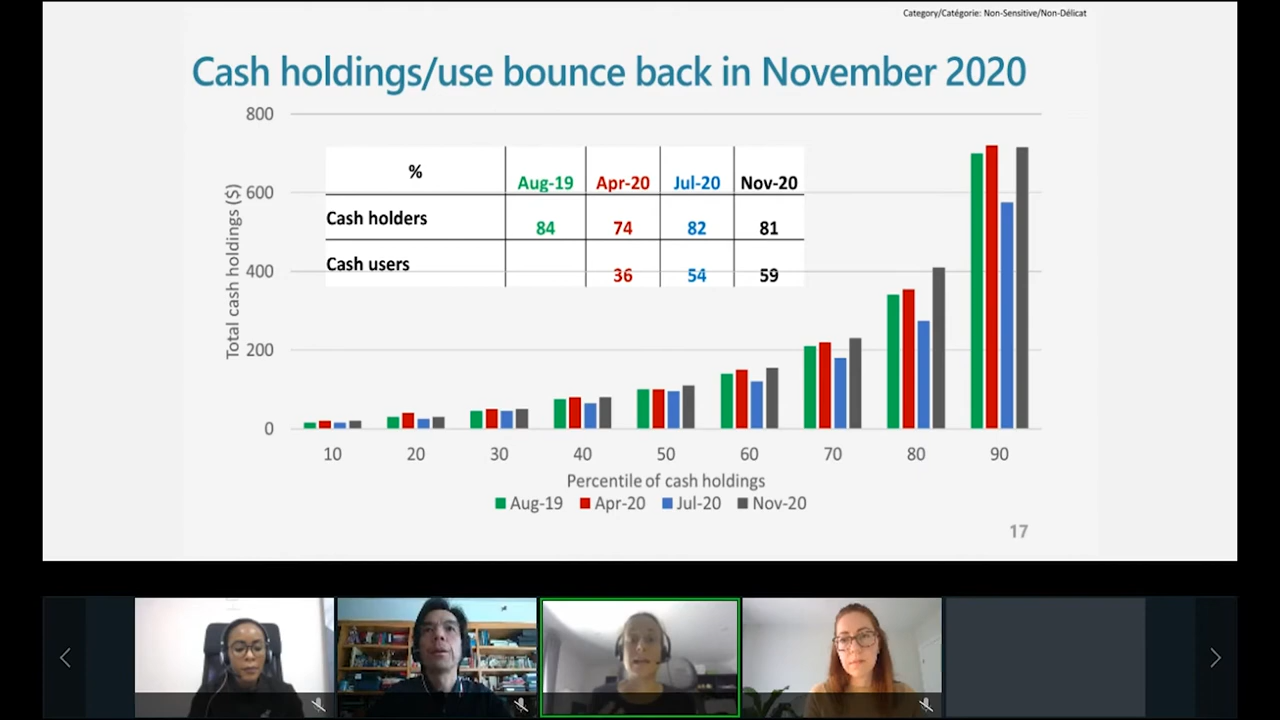 Category/Catégorie: Non-Sensitive/Non-Délicat
Cash holdings/use bounce back in November 2020
800
600
400
200
0
Total cash holdings ($)
% Aug-19 Apr-20 Jul-20 Nov-20
Cash holders 84 74 82 81
Cash users 36 54 59
10 20 30 40 50 60 70 80 90
Percentile of cash holdings
Aug-19 Apr-20 Jul-20 Nov-20
17